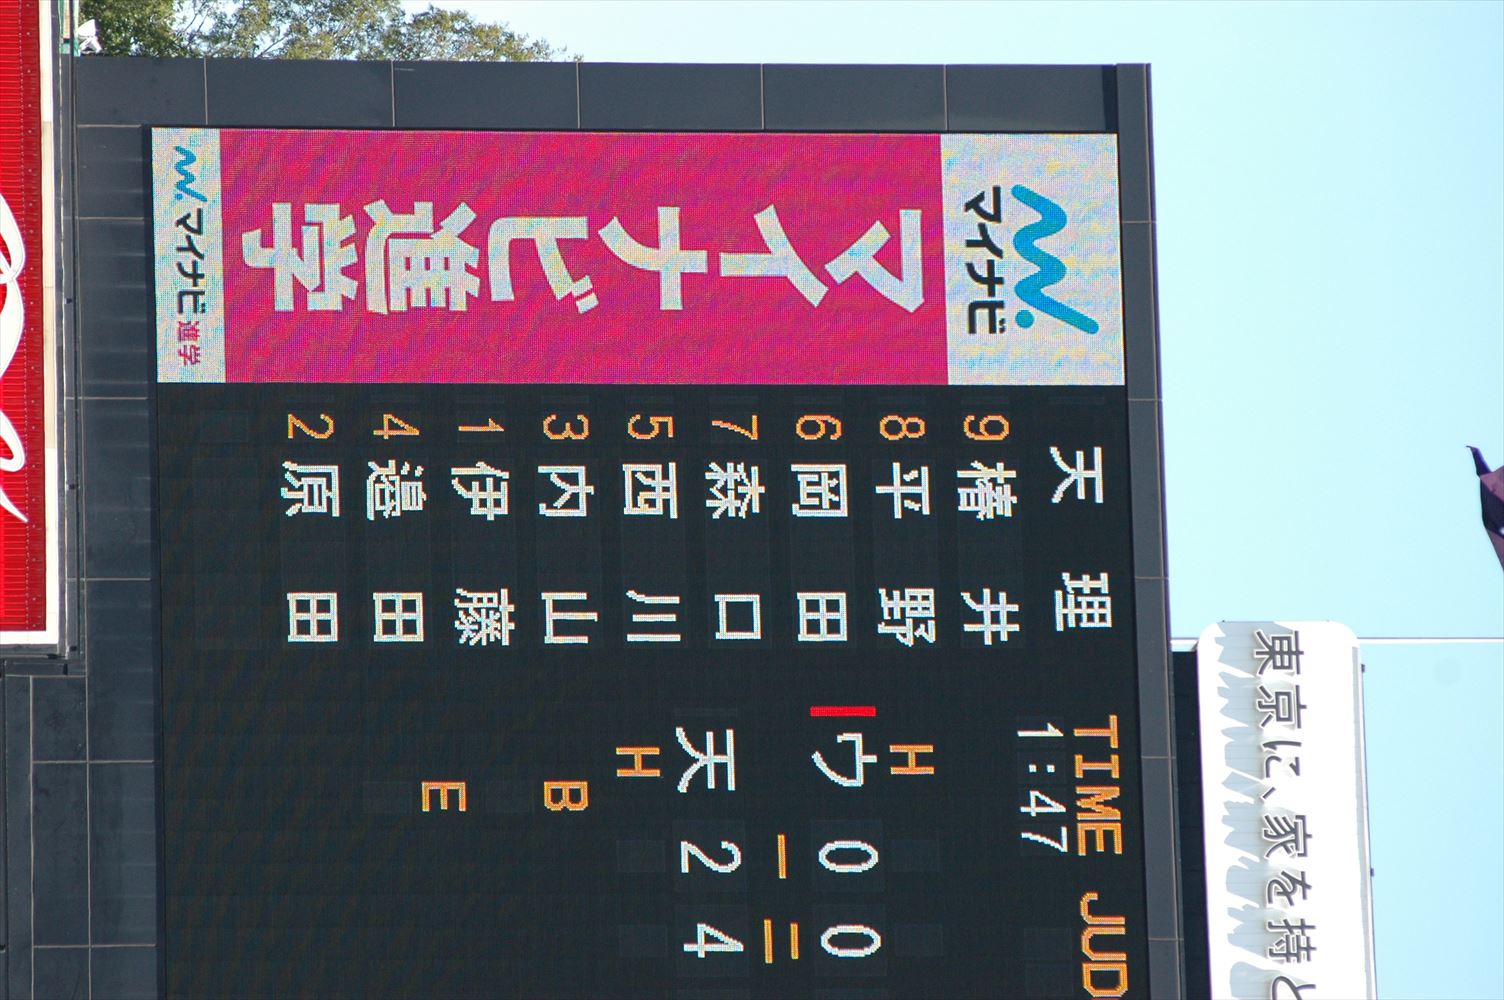 マイナビ
マイナビ進学
マイナビ進学
天理
9 楠井
8 平野
6 岡田
7 森口
5 西川
3 内山
1 伊藤
4 邉田
2 原田
TIME JUD
1:47
H
ウ 0 0
一 二
天 2 4
H
B
E
東京に、家を持と